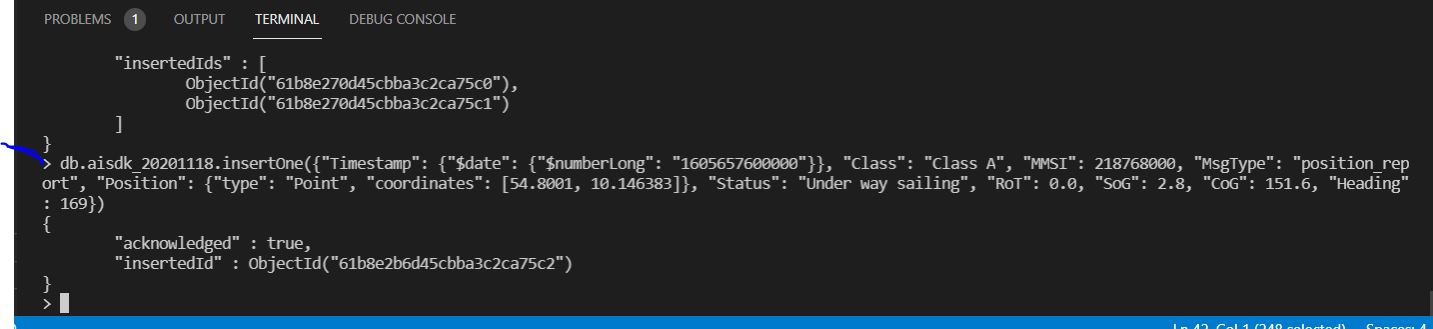 PROBLEMS 1 OUTPUT TERMINAL DEBUG CONSOLE
"insertedIds" : [
ObjectId("61b8e270d45cbba3c2ca75c0"),
ObjectId("61b8e270d45cbba3c2ca75c1")
]
}
> db.aisdk_20201118.insertOne({"Timestamp": {"$date": {"$numberLong": "1605657600000"}}, "Class": "Class A", "MMSI": 218768000, "MsgType": "position_rep
ort", "Position": {"type": "Point", "coordinates": [54.8001, 10.146383]}, "Status": "Under way sailing", "RoT": 0.0, "SoG": 2.8, "CoG": 151.6, "Heading"
: 169})
{
"acknowledged" : true,
"insertedId" : ObjectId("61b8e2b6d45cbba3c2ca75c2")
}
>
Ln 42, Col 1 (248 selected) Spaces: 4